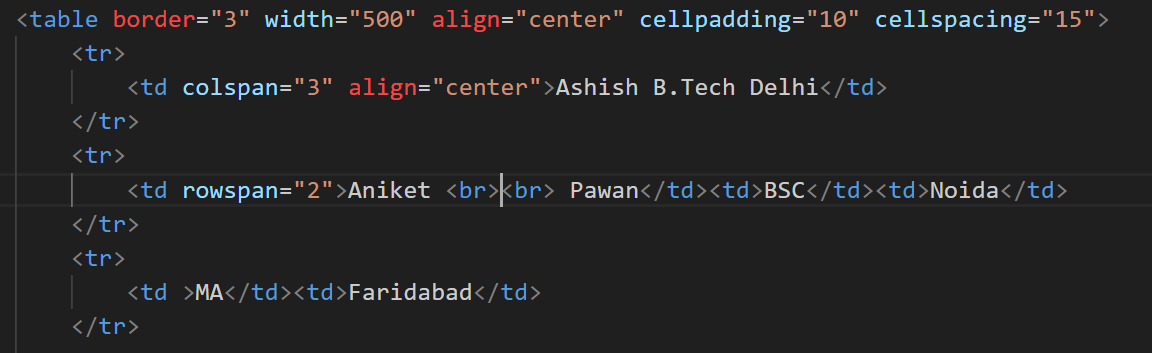 <table border="3" width="500" align="center" cellpadding="10" cellspacing="15">
<tr>
<td colspan="3" align="center">Ashish B.Tech Delhi</td>
</tr>
<tr>
<td rowspan="2">Aniket <br><br> Pawan</td><td>BSC</td><td>Noida</td>
</tr>
<tr>
<td >MA</td><td>Faridabad</td>
</tr>